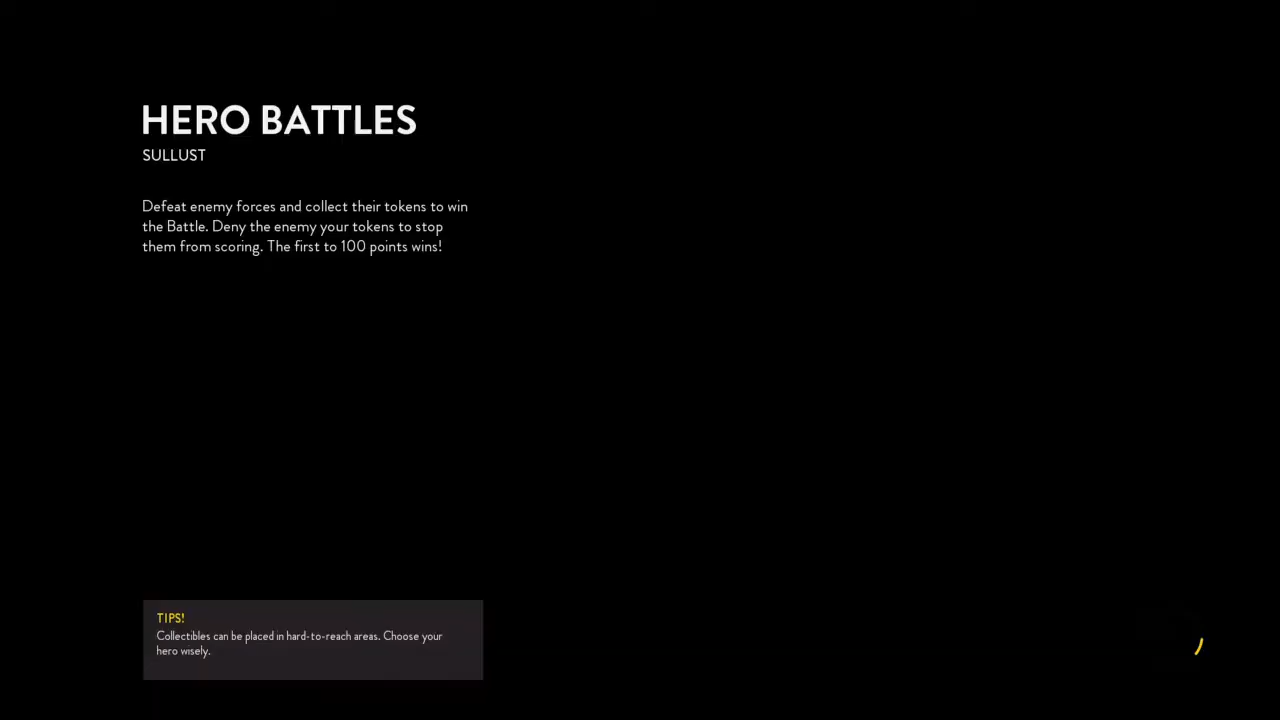 HERO BATTLES
SULLUST
Defeat enemy forces and collect their tokens to win
the Battle. Deny the enemy your tokens to stop
them from scoring. The first to 100 points wins!
TIPS!
Collectibles can be placed in hard-to-reach areas. Choose your
hero wisely.